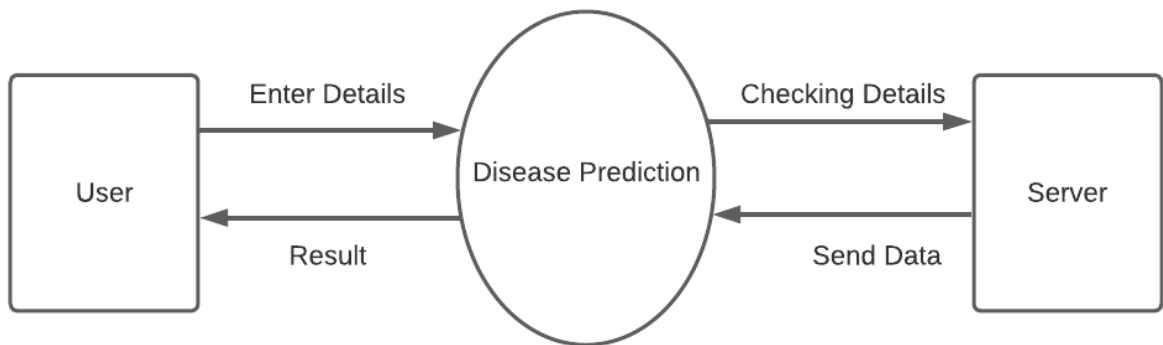 Enter Details
Checking Details
User
Disease Prediction
Server
Result
Send Data